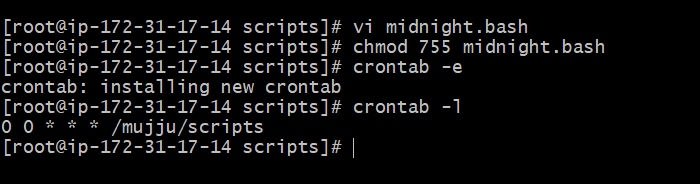 [root@ip-172-31-17-14 scripts]# vi midnight.bash
[root@ip-172-31-17-14 scripts]# chmod 755 midnight.bash
[root@ip-172-31-17-14 scripts]# crontab -e
crontab: installing new crontab
[root@ip-172-31-17-14 scripts]# crontab -l
0 0 * * * /mujju/scripts
[root@ip-172-31-17-14 scripts]#